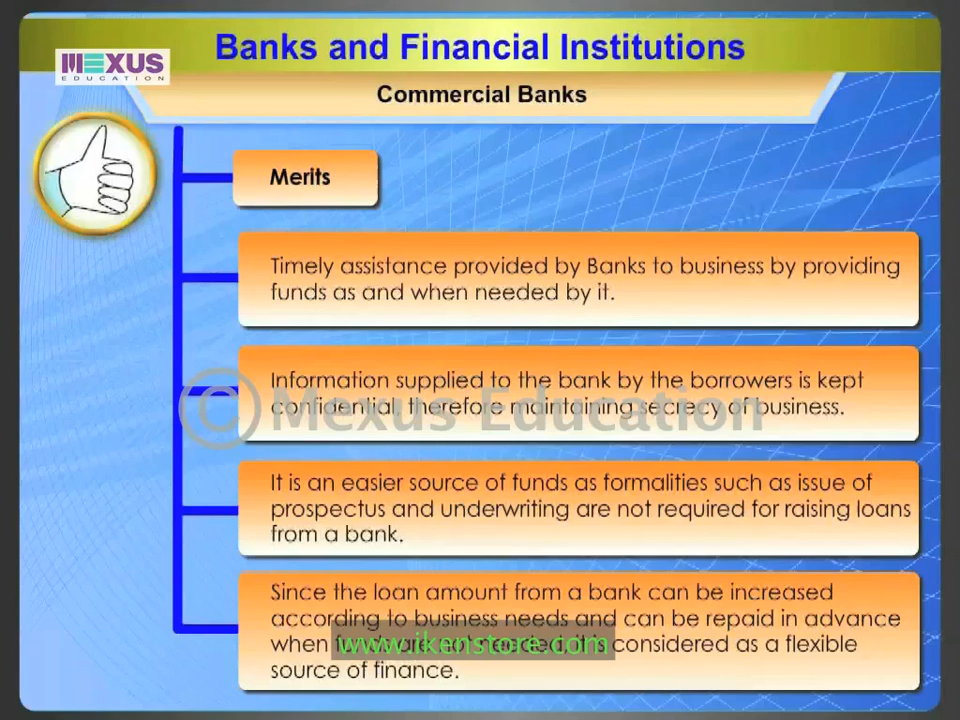 Banks and Financial Institutions
MEXUS
EDUCATION
Commercial Banks
Merits
Timely assistance provided by Banks to business by providing
funds as and when needed by it.
Information supplied to the bank by the borrowers is kept
confidential, therefore maintaining secrecy of business.
© Mexus Education
It is an easier source of funds as formalities such as issue of
prospectus and underwriting are not required for raising loans
from a bank.
Since the loan amount from a bank can be increased
according to business needs and can be repaid in advance
when considered as a flexible
www.ikenstore.com
source of finance.